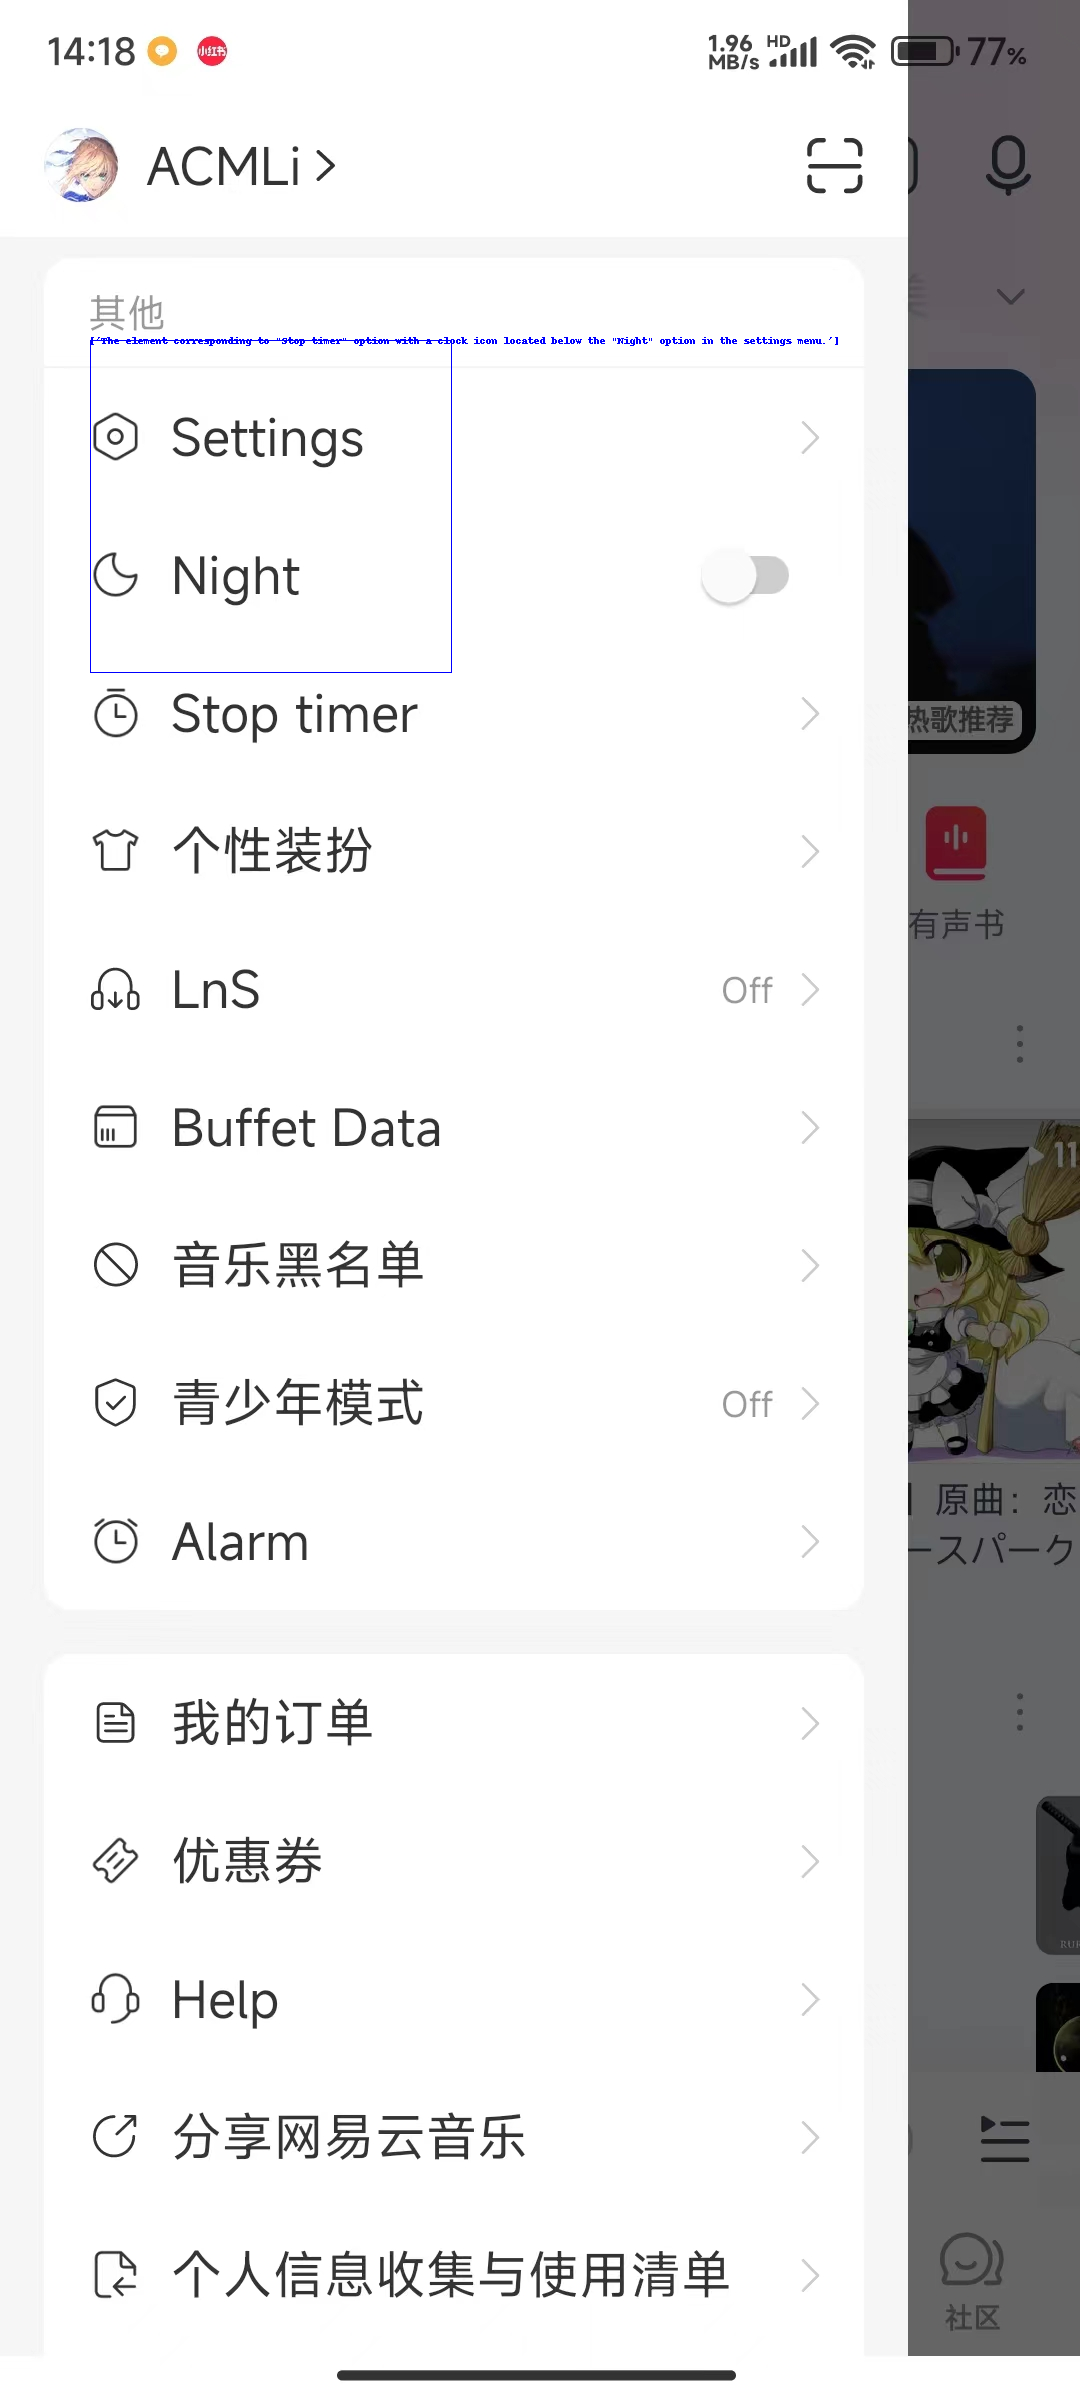 14:18
小红书
1.96 MB/s
HD
77%
ACMLi
其他
['The element corresponding to "Stop timer" option with a clock icon located below the "Night" option in the settings menu.']
Settings
Night
Stop timer
热歌推荐
个性装扮
有声书
LnS
Off
Buffet Data
11
音乐黑名单
青少年模式
Off
原曲：恋
ースパーク
Alarm
我的订单
优惠券
RUR
Help
分享网易云音乐
个人信息收集与使用清单
社区